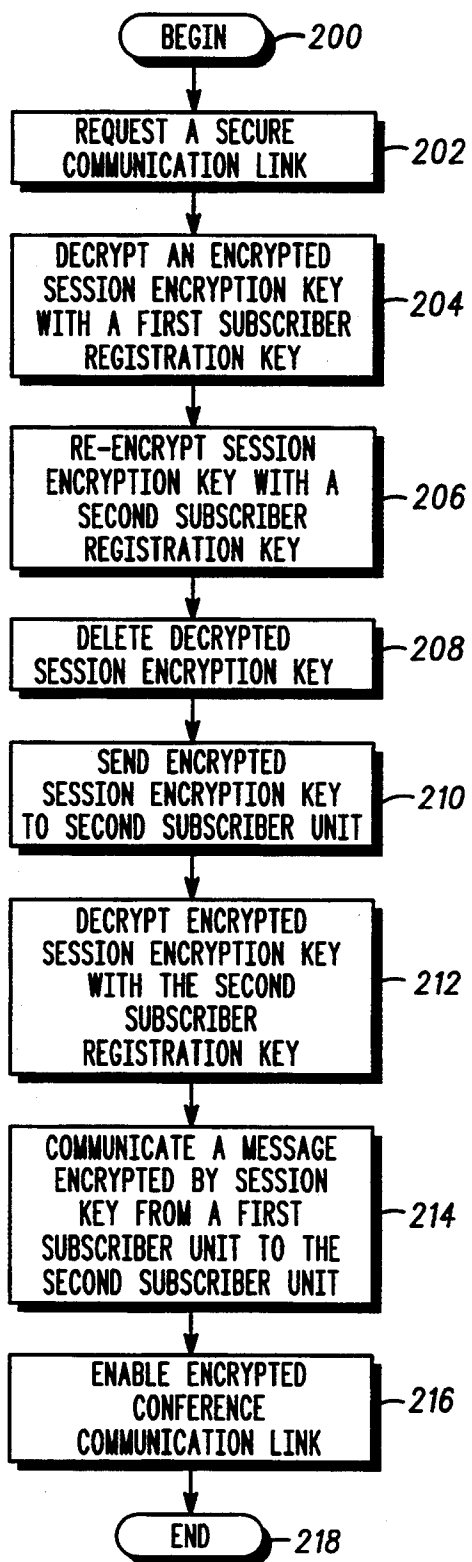 BEGIN
200
REQUEST A SECURE
COMMUNICATION LINK
202
DECRYPT AN ENCRYPTED
SESSION ENCRYPTION KEY
WITH A FIRST SUBSCRIBER
REGISTRATION KEY
204
RE-ENCRYPT SESSION
ENCRYPTION KEY WITH A
SECOND SUBSCRIBER
REGISTRATION KEY
206
DELETE DECRYPTED
SESSION ENCRYPTION KEY
208
SEND ENCRYPTED
SESSION ENCRYPTION KEY
TO SECOND SUBSCRIBER UNIT
210
DECRYPT ENCRYPTED
SESSION ENCRYPTION KEY
WITH THE SECOND
SUBSCRIBER
REGISTRATION KEY
212
COMMUNICATE A MESSAGE
ENCRYPTED BY SESSION
KEY FROM A FIRST
SUBSCRIBER UNIT TO THE
SECOND SUBSCRIBER UNIT
214
ENABLE ENCRYPTED
CONFERENCE
COMMUNICATION LINK
216
END
218